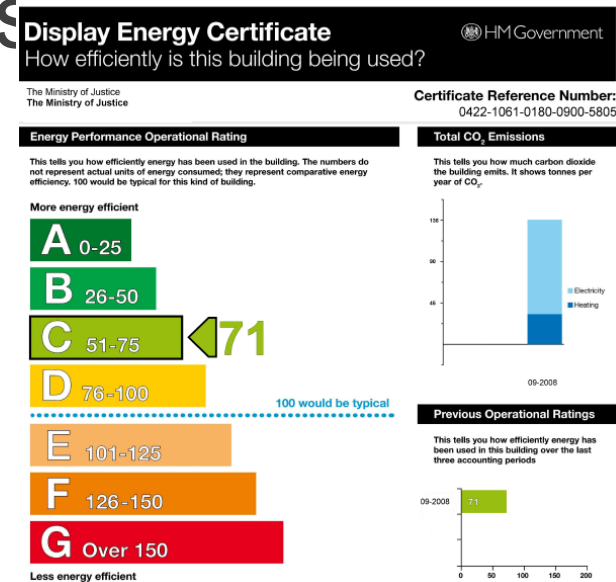 S
Display Energy Certificate
HM Government
How efficiently is this building being used?
The Ministry of Justice
The Ministry of Justice
Certificate Reference Number:
0422-1061-0180-0900-5805
Energy Performance Operational Rating
This tells you how efficiently energy has been used in the building. The numbers do
not represent actual units of energy consumed; they represent comparative energy
efficiency. 100 would be typical for this kind of building.
More energy efficient
A 0-25
B 26-50
C 51-75
71
D 76-100
100 would be typical
E 101-125
F 126-150
G Over 150
Less energy efficient
Total CO₂ Emissions
This tells you how much carbon dioxide
the building emits. It shows tonnes per
year of CO₂.
90
45
Electricity
Heating
09-2008
Previous Operational Ratings
This tells you how efficiently energy has
been used in this building over the last
three accounting periods
09-2008
71
0 50 100 150 200